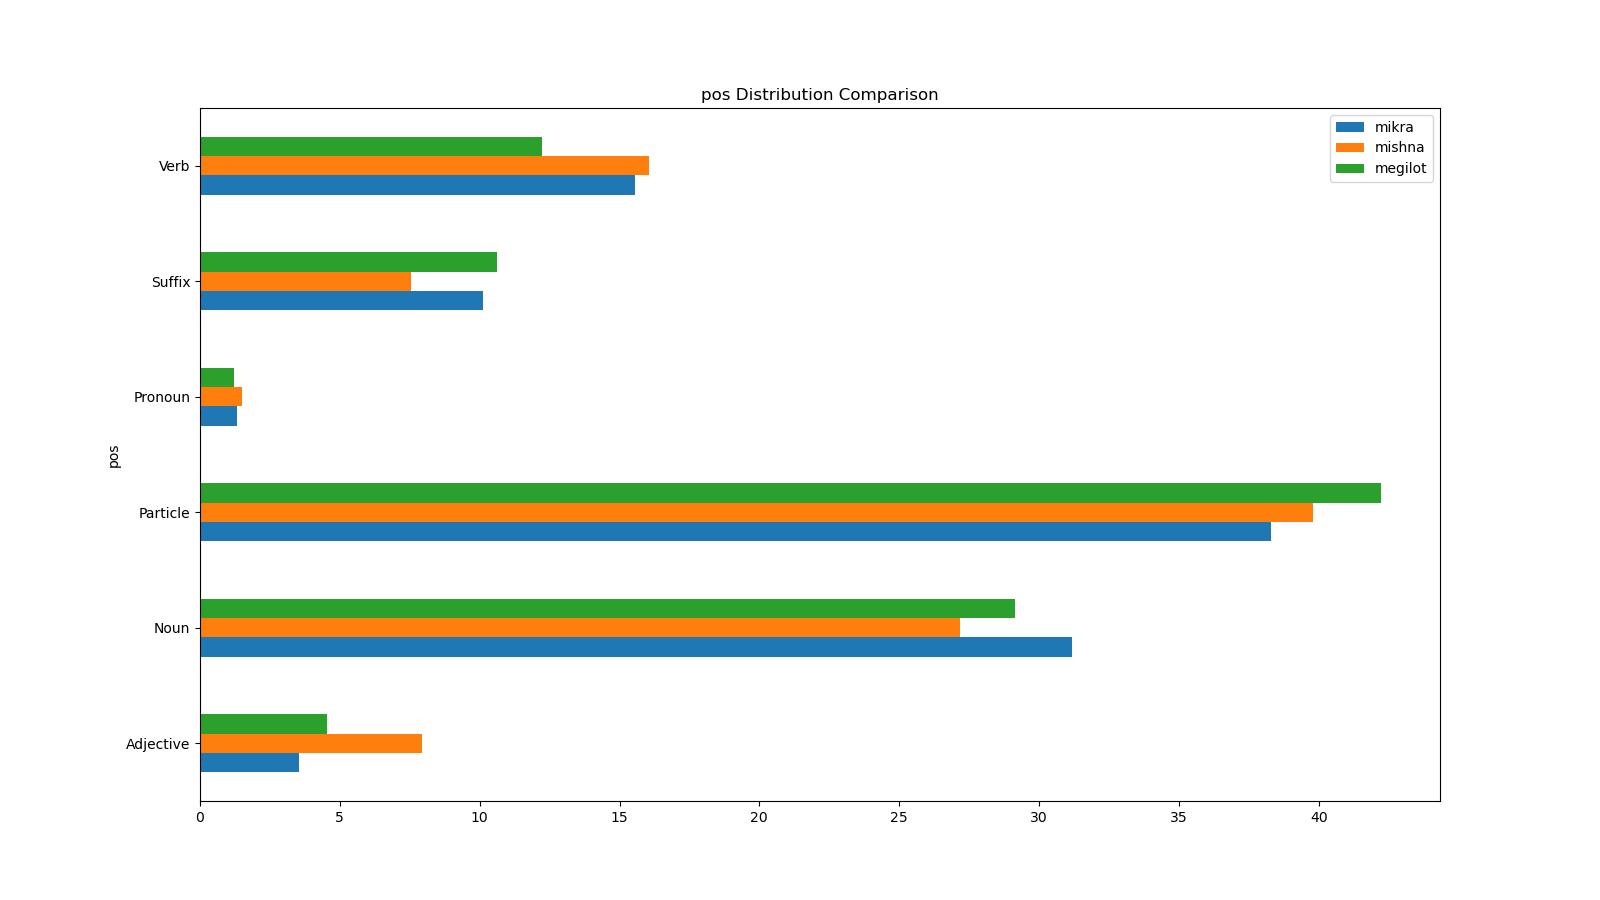 pos Distribution Comparison
mikra
mishna
megilot
Verb
Suffix
Pronoun
pos
Particle
Noun
Adjective
0 5 10 15 20 25 30 35 40